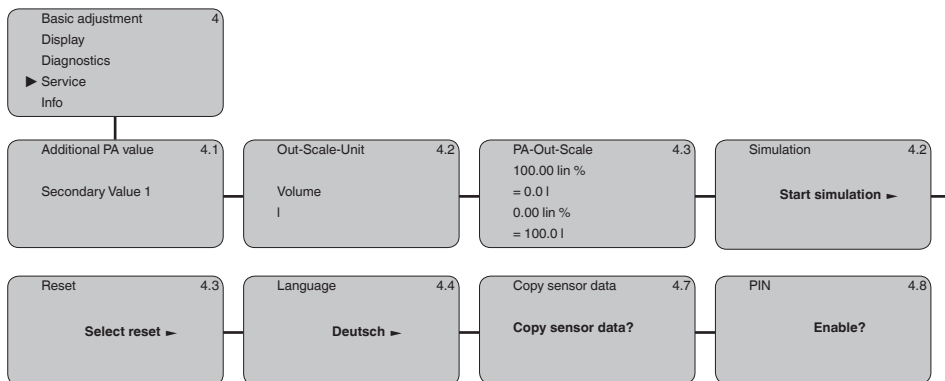 Basic adjustment 4
Display
Diagnostics
▶ Service
Info
Additional PA value 4.1
Secondary Value 1
Out-Scale-Unit 4.2
Volume
l
PA-Out-Scale 4.3
100.00 lin %
= 0.0 l
0.00 lin %
= 100.0 l
Simulation 4.2
Start simulation ►
Reset 4.3
Select reset ►
Language 4.4
Deutsch ►
Copy sensor data 4.7
Copy sensor data?
PIN 4.8
Enable?